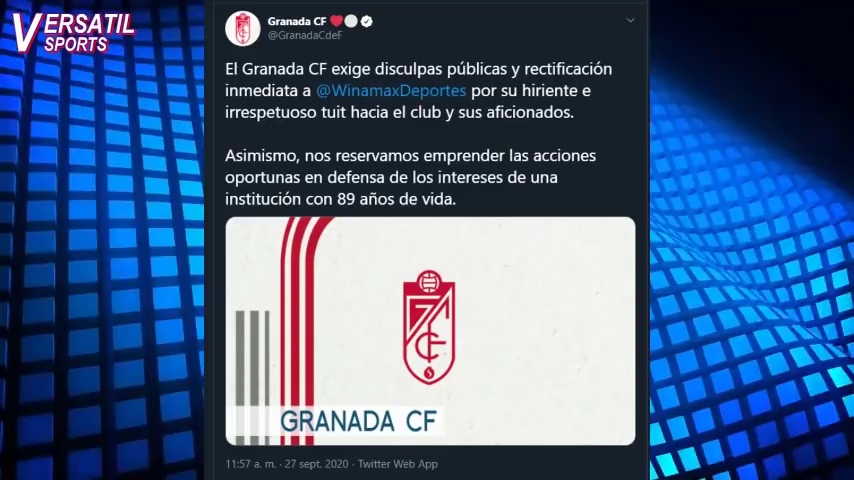 VERSATIL
SPORTS
Granada CF
@GranadaCdeF
El Granada CF exige disculpas públicas y rectificación
inmediata a @WinamaxDeportes por su hiriente e
irrespetuoso tuit hacia el club y sus aficionados.
Asimismo, nos reservamos emprender las acciones
oportunas en defensa de los intereses de una
institución con 89 años de vida.
GRANADA CF
11:57 a. m. · 27 sept. 2020 · Twitter Web App